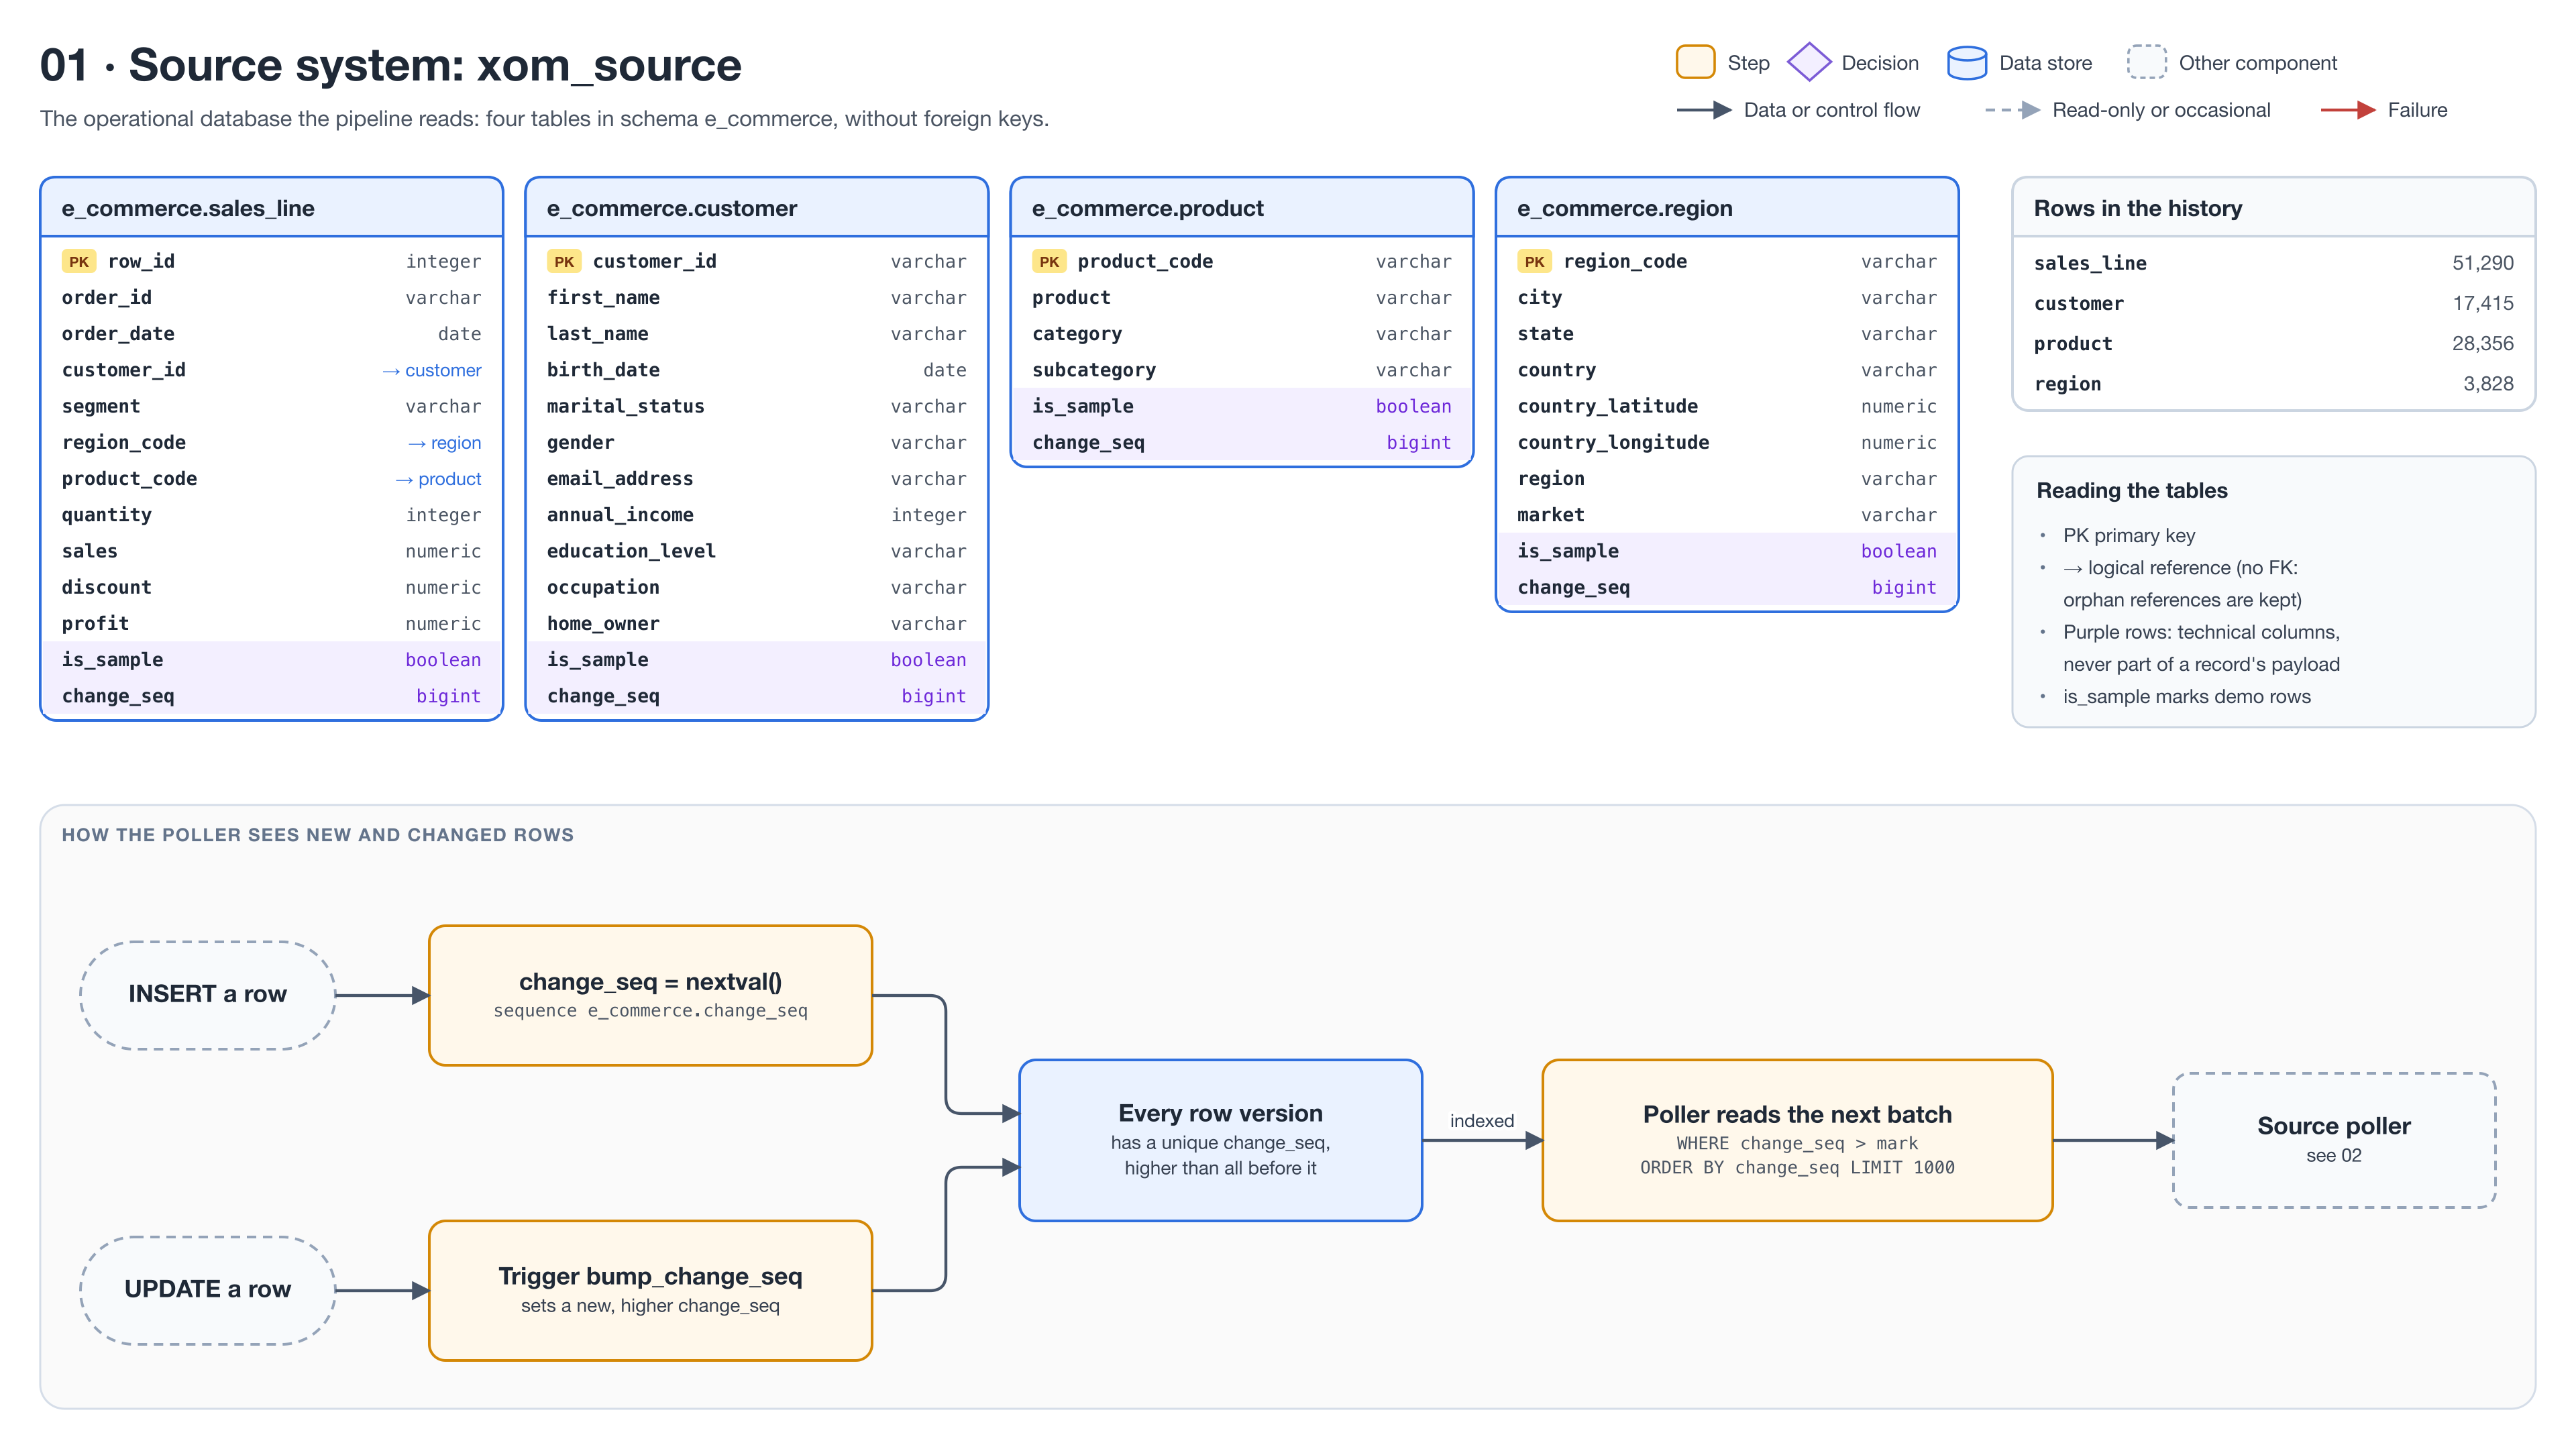 01 · Source system: xom_source
The operational database the pipeline reads: four tables in schema e_commerce, without foreign keys.
Step
Decision
Data store
Other component
Data or control flow
Read-only or occasional
Failure
e_commerce.sales_line
PK row_id integer
order_id varchar
order_date date
customer_id → customer
segment varchar
region_code → region
product_code → product
quantity integer
sales numeric
discount numeric
profit numeric
is_sample boolean
change_seq bigint
e_commerce.customer
PK customer_id varchar
first_name varchar
last_name varchar
birth_date date
marital_status varchar
gender varchar
email_address varchar
annual_income integer
education_level varchar
occupation varchar
home_owner varchar
is_sample boolean
change_seq bigint
e_commerce.product
PK product_code varchar
product varchar
category varchar
subcategory varchar
is_sample boolean
change_seq bigint
e_commerce.region
PK region_code varchar
city varchar
state varchar
country varchar
country_latitude numeric
country_longitude numeric
region varchar
market varchar
is_sample boolean
change_seq bigint
Rows in the history
sales_line 51,290
customer 17,415
product 28,356
region 3,828
Reading the tables
• PK primary key
• → logical reference (no FK:
orphan references are kept)
• Purple rows: technical columns,
never part of a record's payload
• is_sample marks demo rows
HOW THE POLLER SEES NEW AND CHANGED ROWS
INSERT a row
change_seq = nextval()
sequence e_commerce.change_seq
UPDATE a row
Trigger bump_change_seq
sets a new, higher change_seq
Every row version
has a unique change_seq,
higher than all before it
indexed
Poller reads the next batch
WHERE change_seq > mark
ORDER BY change_seq LIMIT 1000
Source poller
see 02